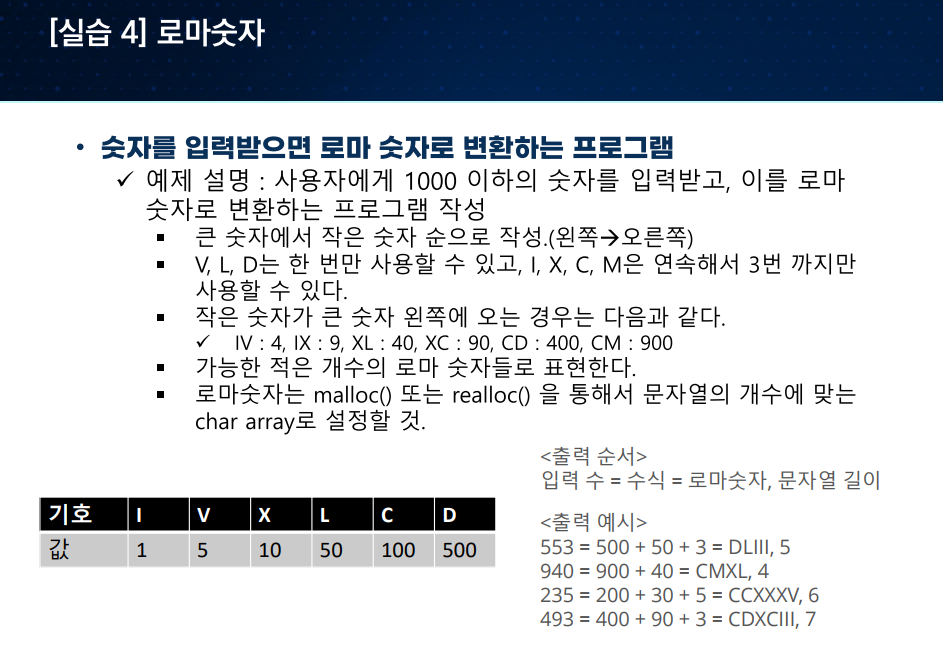 [실습 4] 로마숫자
• 숫자를 입력받으면 로마 숫자로 변환하는 프로그램
✓ 예제 설명 : 사용자에게 1000 이하의 숫자를 입력받고, 이를 로마
숫자로 변환하는 프로그램 작성
▪ 큰 숫자에서 작은 숫자 순으로 작성.(왼쪽→오른쪽)
▪ V, L, D는 한 번만 사용할 수 있고, I, X, C, M은 연속해서 3번 까지만
사용할 수 있다.
▪ 작은 숫자가 큰 숫자 왼쪽에 오는 경우는 다음과 같다.
✓ IV : 4, IX : 9, XL : 40, XC : 90, CD : 400, CM : 900
▪ 가능한 적은 개수의 로마 숫자들로 표현한다.
▪ 로마숫자는 malloc() 또는 realloc() 을 통해서 문자열의 개수에 맞는
char array로 설정할 것.
기호 I V X L C D
값 1 5 10 50 100 500
<출력 순서>
입력 수 = 수식 = 로마숫자, 문자열 길이
<출력 예시>
553 = 500 + 50 + 3 = DLIII, 5
940 = 900 + 40 = CMXL, 4
235 = 200 + 30 + 5 = CCXXXV, 6
493 = 400 + 90 + 3 = CDXCIII, 7